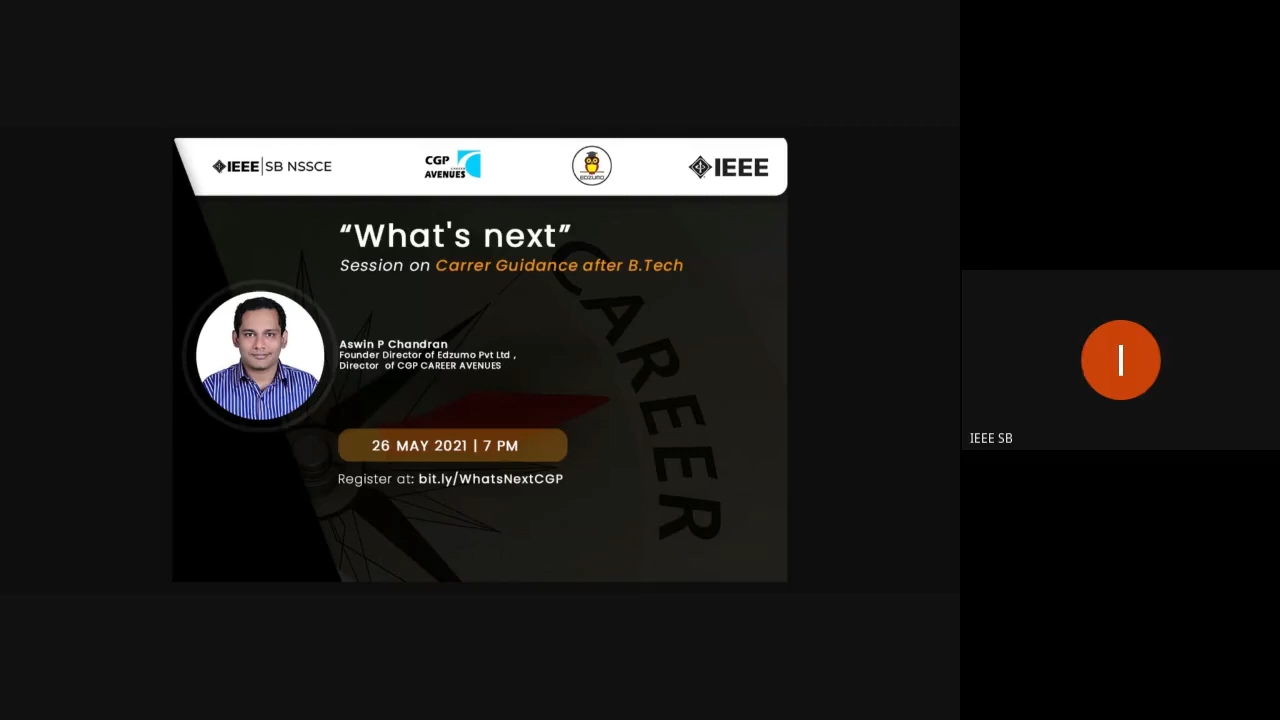 IEEE SB NSSCE
CGP
CAREER
AVENUES
EDZUMO
IEEE
“What's next”
Session on Carrer Guidance after B.Tech
CAREER
Aswin P Chandran
Founder Director of Edzumo Pvt Ltd ,
Director of CGP CAREER AVENUES
26 MAY 2021 | 7 PM
Register at: bit.ly/WhatsNextCGP
I
IEEE SB